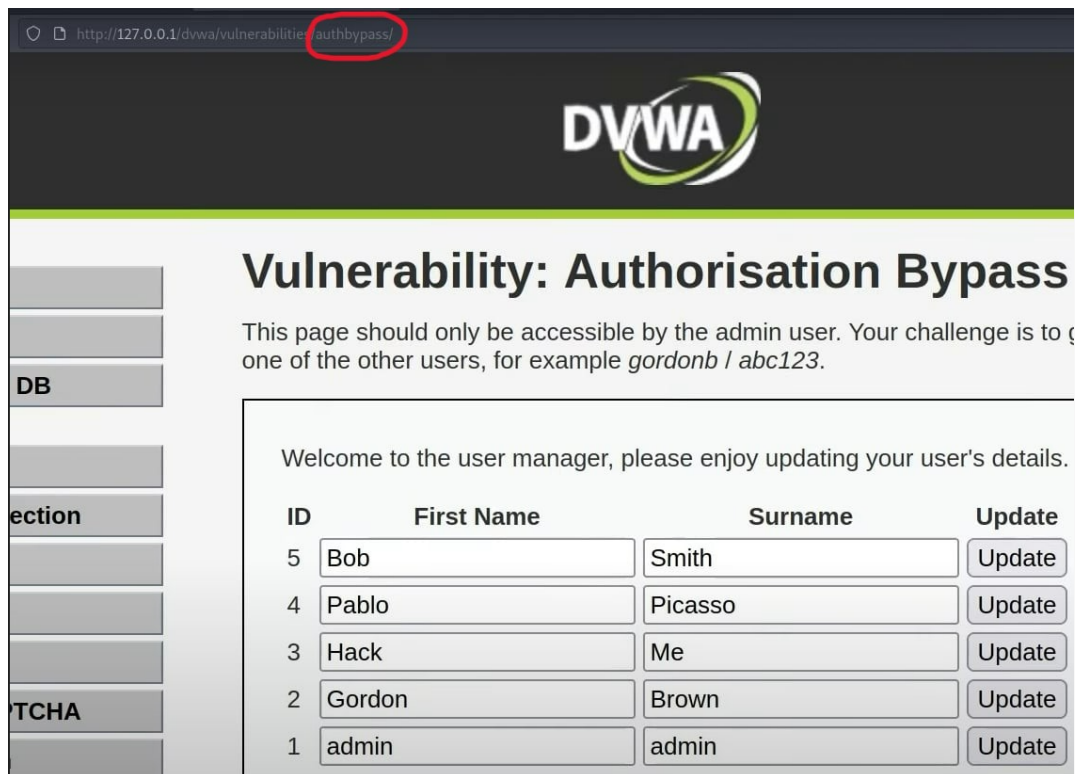 http://127.0.0.1/dvwa/vulnerabilities/authbypass/
DVWA
Vulnerability: Authorisation Bypass
This page should only be accessible by the admin user. Your challenge is to
one of the other users, for example gordonb / abc123.
DB
ection
PTCHA
Welcome to the user manager, please enjoy updating your user's details.
ID First Name Surname Update
5 Bob Smith Update
4 Pablo Picasso Update
3 Hack Me Update
2 Gordon Brown Update
1 admin admin Update